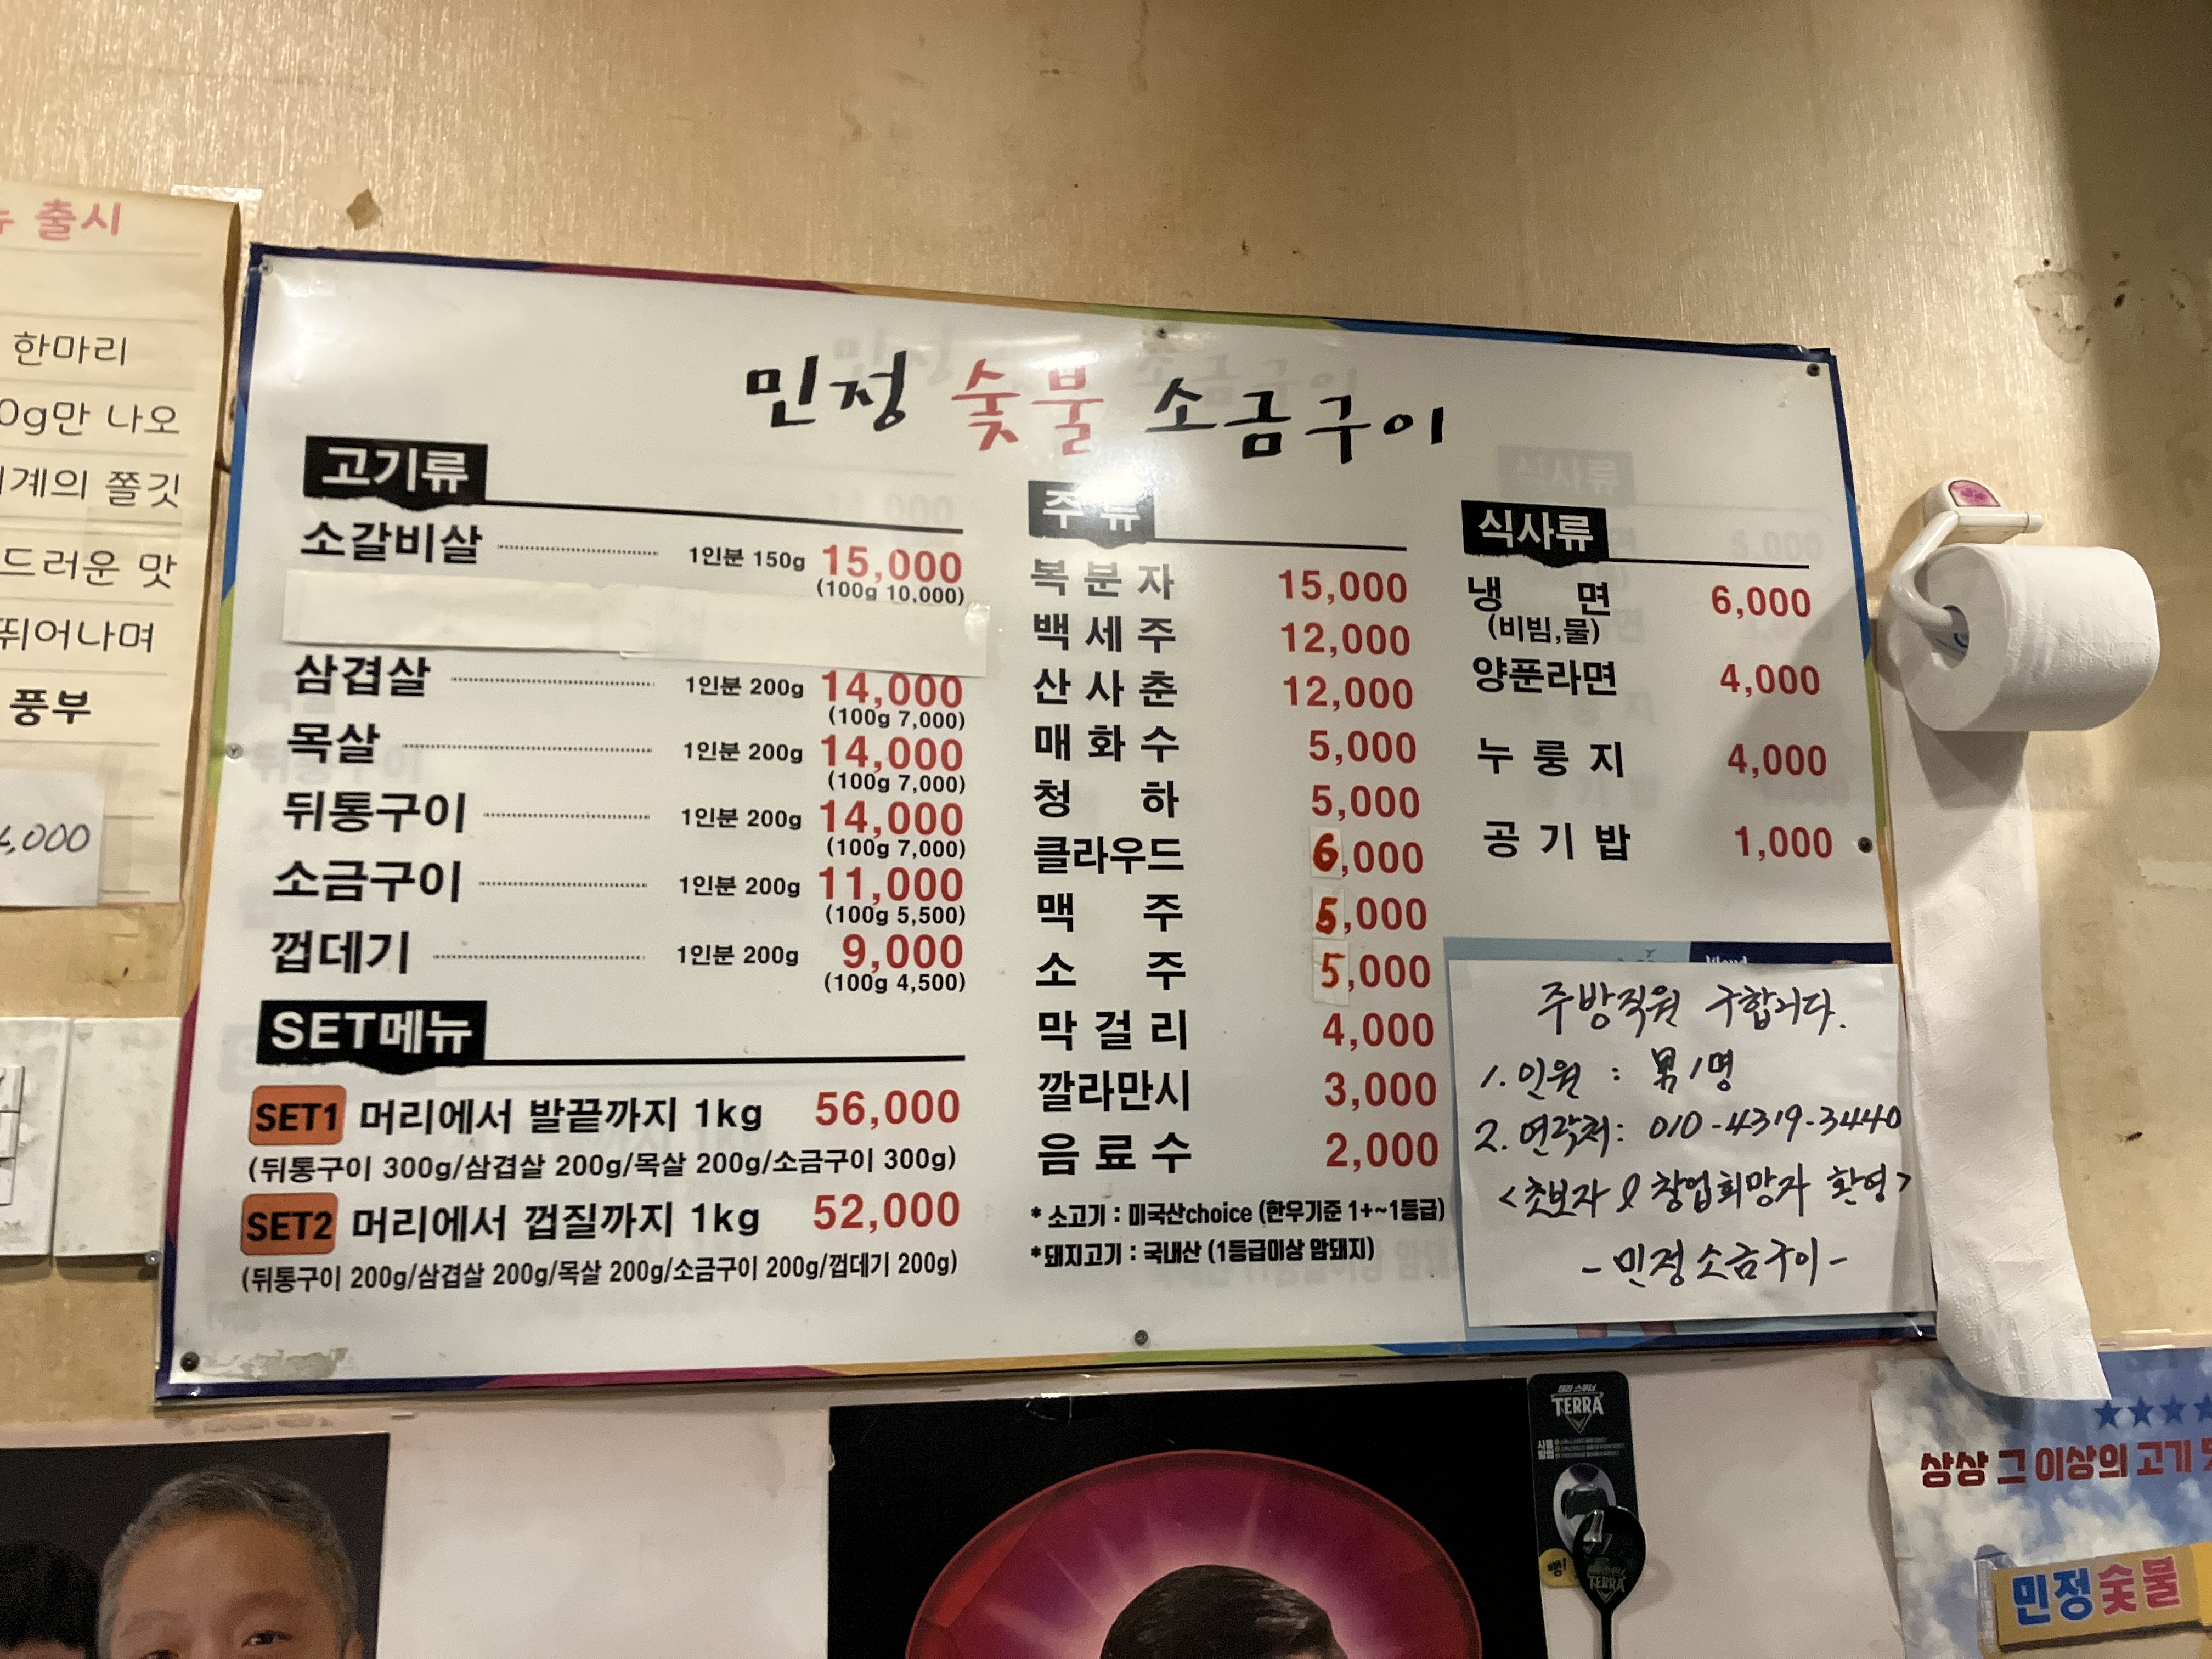 출시
한마리
0g만 나오
계의 쫄깃
드러운 맛
뛰어나며
풍부
,000
민정 숯불 소금구이
고기류
소갈비살 1인분 150g 15,000
(100g 10,000)
삼겹살 1인분 200g 14,000
(100g 7,000)
목살 1인분 200g 14,000
(100g 7,000)
뒤통구이 1인분 200g 14,000
(100g 7,000)
소금구이 1인분 200g 11,000
(100g 5,500)
껍데기 1인분 200g 9,000
(100g 4,500)
SET메뉴
SET1 머리에서 발끝까지 1kg 56,000
(뒤통구이 300g/삼겹살 200g/목살 200g/소금구이 300g)
SET2 머리에서 껍질까지 1kg 52,000
(뒤통구이 200g/삼겹살 200g/목살 200g/소금구이 200g/껍데기 200g)
주류
복분자 15,000
백세주 12,000
산사춘 12,000
매화수 5,000
청하 5,000
클라우드 6,000
맥주 5,000
소주 5,000
막걸리 4,000
깔라만시 3,000
음료수 2,000
* 소고기 : 미국산choice (한우기준 1+~1등급)
*돼지고기 : 국내산 (1등급이상 암돼지)
식사류
냉면 6,000
(비빔,물)
양푼라면 4,000
누룽지 4,000
공기밥 1,000
주방직원 구합니다.
1. 인원 : 男 1명
2. 연락처: 010-4319-3440
<초보자 & 창업희망자 환영>
- 민정소금구이 -
테라 스푸너
TERRA
사용방법
TERRA
상상 그 이상의 고기
민정숯불